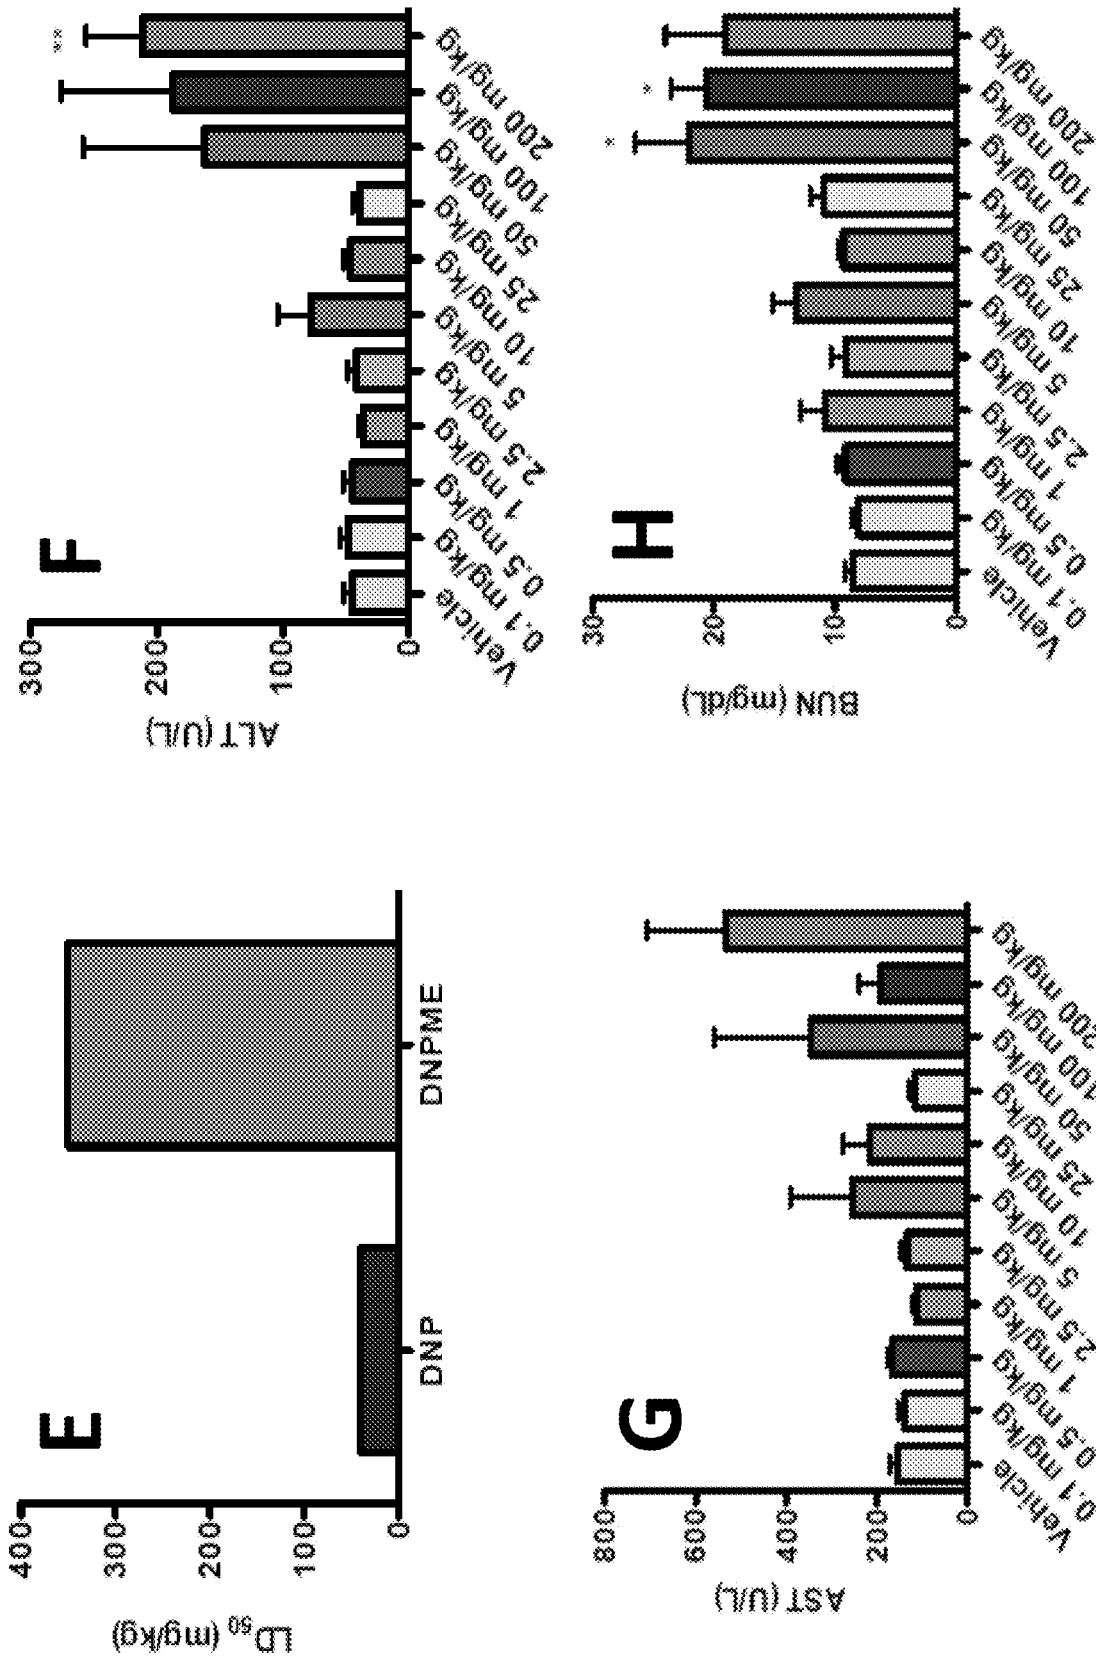 E
LD50 (mg/kg)
400
300
200
100
0
DNP
DNPME
F
ALT (U/L)
300
200
100
0
Vehicle
0.1 mg/kg
0.5 mg/kg
1 mg/kg
2.5 mg/kg
5 mg/kg
10 mg/kg
25 mg/kg
50 mg/kg
100 mg/kg
200 mg/kg
**
G
AST (U/L)
800
600
400
200
0
Vehicle
0.1 mg/kg
0.5 mg/kg
1 mg/kg
2.5 mg/kg
5 mg/kg
10 mg/kg
25 mg/kg
50 mg/kg
100 mg/kg
200 mg/kg
H
BUN (mg/dL)
30
20
10
0
Vehicle
0.1 mg/kg
0.5 mg/kg
1 mg/kg
2.5 mg/kg
5 mg/kg
10 mg/kg
25 mg/kg
50 mg/kg
100 mg/kg
200 mg/kg
*
*